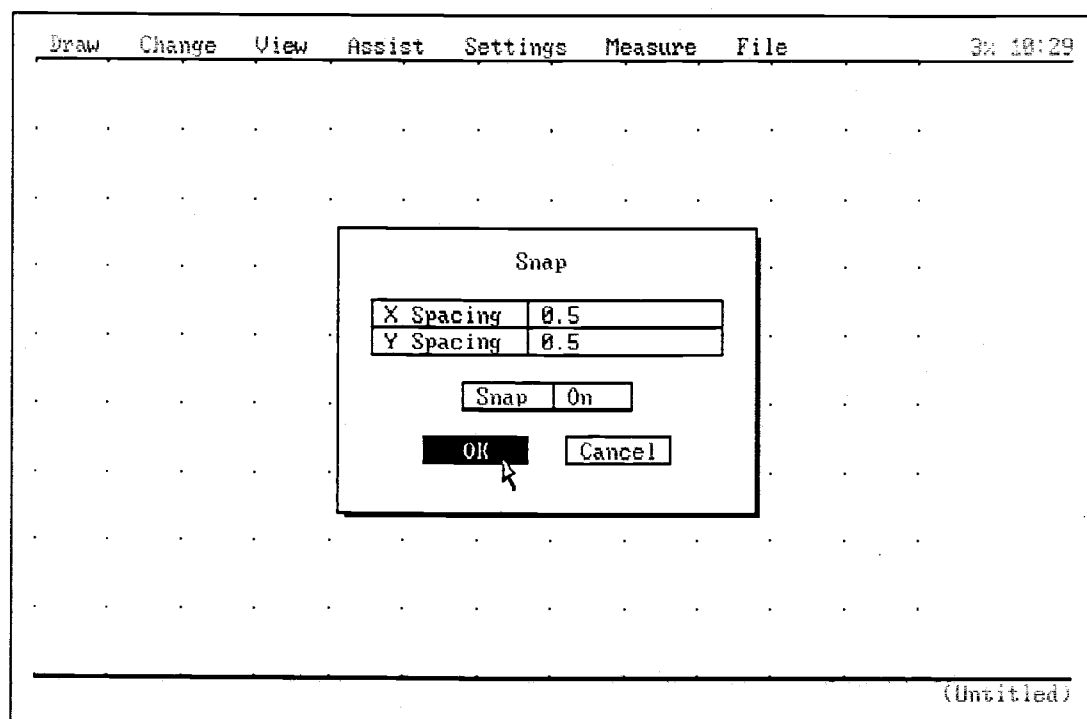 Draw Change View Assist Settings Measure File 3% 10:29
Snap
X Spacing 0.5
Y Spacing 0.5
Snap On
OK Cancel
(Untitled)